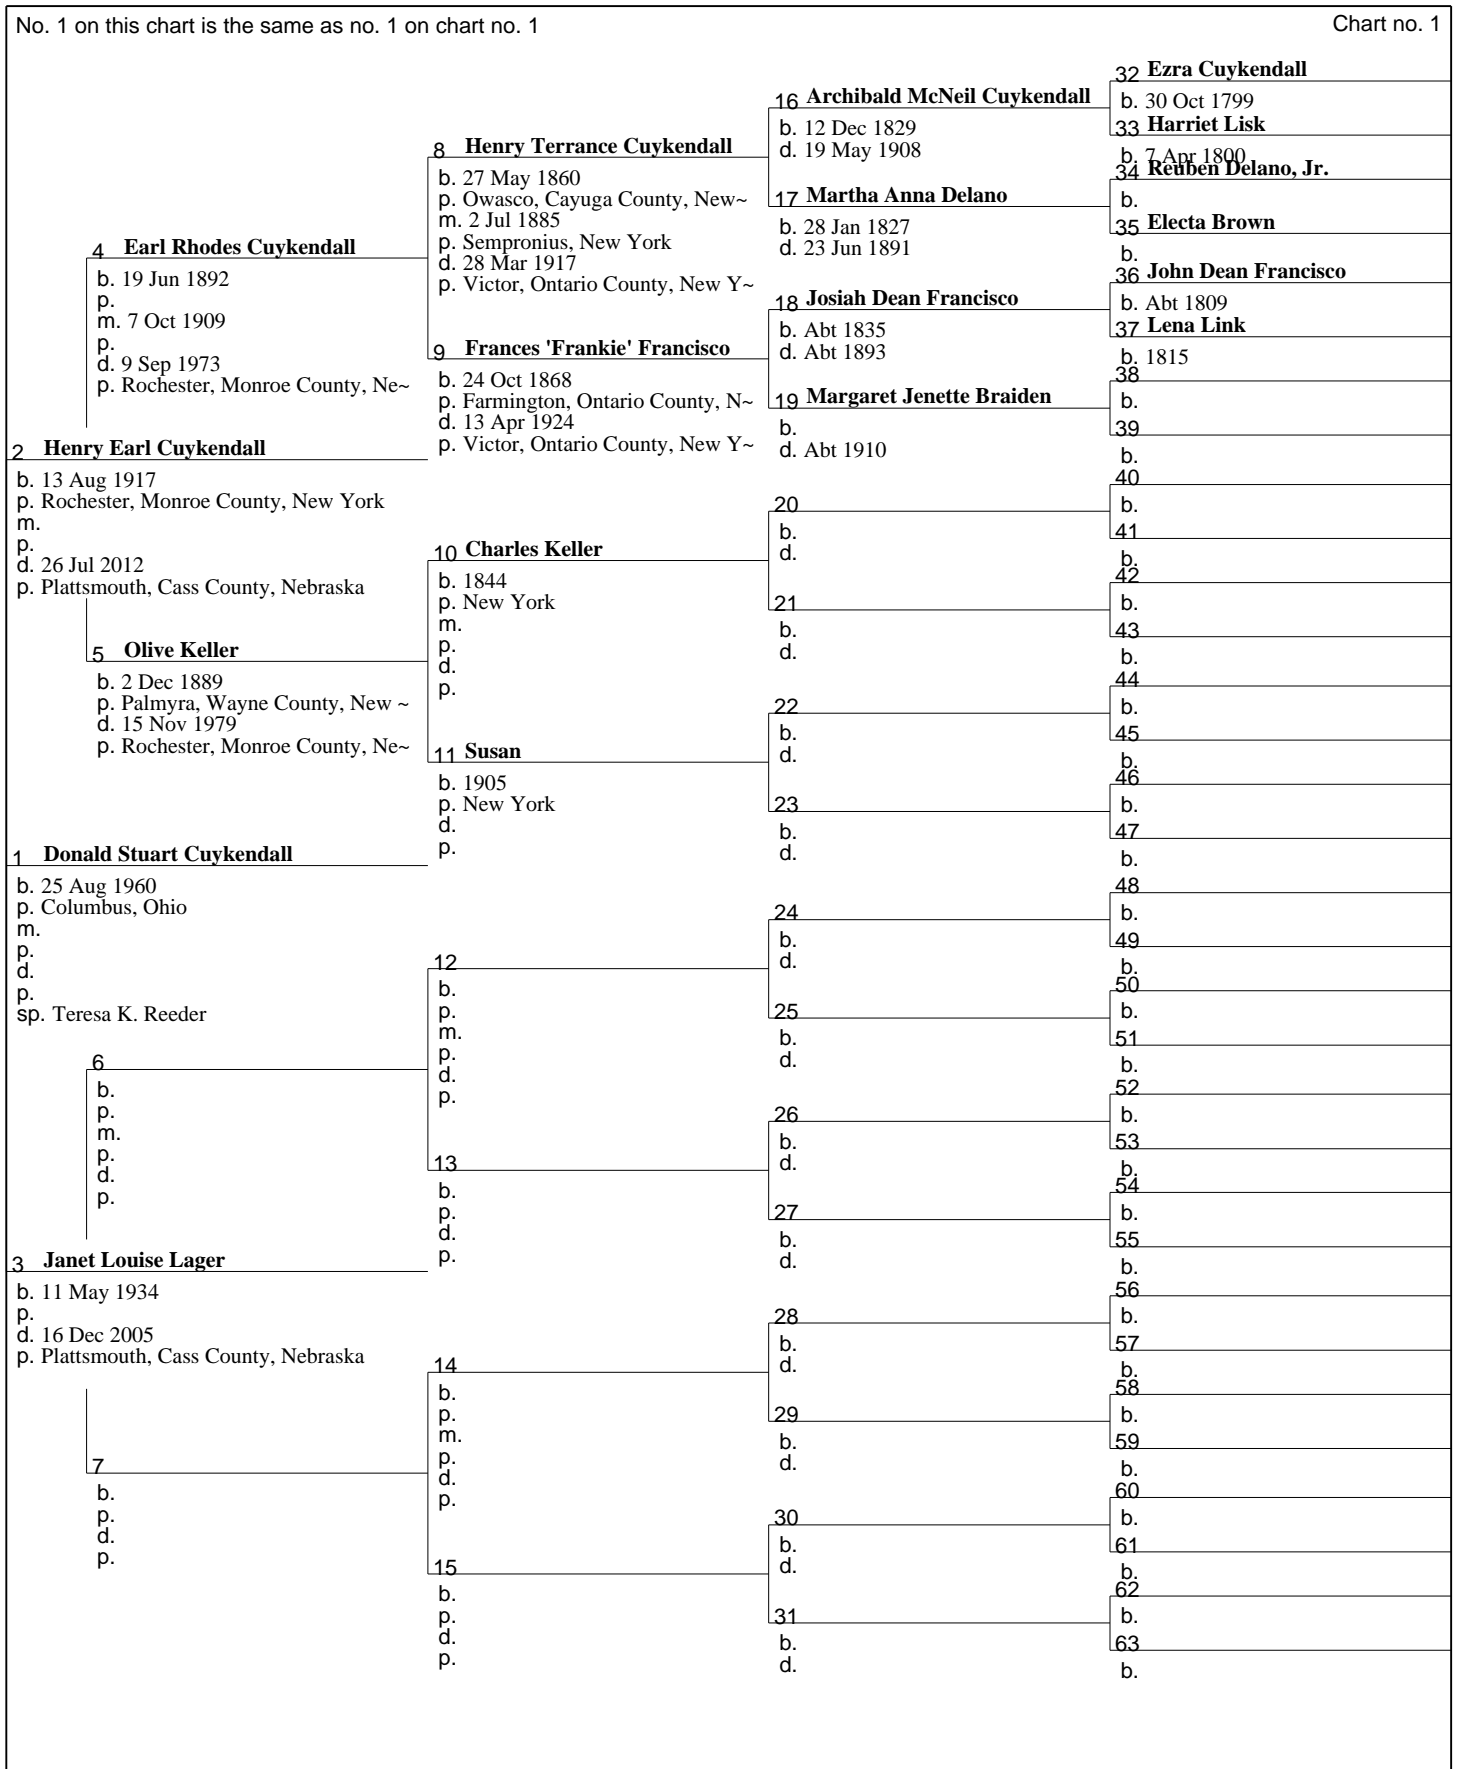 No. 1 on this chart is the same as no. 1 on chart no. 1
Chart no. 1
1 Donald Stuart Cuykendall
b. 25 Aug 1960
p. Columbus, Ohio
m.
p.
d.
p.
sp. Teresa K. Reeder
2 Henry Earl Cuykendall
b. 13 Aug 1917
p. Rochester, Monroe County, New York
m.
p.
d. 26 Jul 2012
p. Plattsmouth, Cass County, Nebraska
3 Janet Louise Lager
b. 11 May 1934
p.
d. 16 Dec 2005
p. Plattsmouth, Cass County, Nebraska
4 Earl Rhodes Cuykendall
b. 19 Jun 1892
p.
m. 7 Oct 1909
p.
d. 9 Sep 1973
p. Rochester, Monroe County, Ne~
5 Olive Keller
b. 2 Dec 1889
p. Palmyra, Wayne County, New ~
d. 15 Nov 1979
p. Rochester, Monroe County, Ne~
6
b.
p.
m.
p.
d.
p.
7
b.
p.
d.
p.
8 Henry Terrance Cuykendall
b. 27 May 1860
p. Owasco, Cayuga County, New~
m. 2 Jul 1885
p. Sempronius, New York
d. 28 Mar 1917
p. Victor, Ontario County, New Y~
9 Frances 'Frankie' Francisco
b. 24 Oct 1868
p. Farmington, Ontario County, N~
d. 13 Apr 1924
p. Victor, Ontario County, New Y~
10 Charles Keller
b. 1844
p. New York
m.
p.
d.
p.
11 Susan
b. 1905
p. New York
d.
p.
12
b.
p.
m.
p.
d.
p.
13
b.
p.
d.
p.
14
b.
p.
m.
p.
d.
p.
15
b.
p.
d.
p.
16 Archibald McNeil Cuykendall
b. 12 Dec 1829
d. 19 May 1908
17 Martha Anna Delano
b. 28 Jan 1827
d. 23 Jun 1891
18 Josiah Dean Francisco
b. Abt 1835
d. Abt 1893
19 Margaret Jenette Braiden
b.
d. Abt 1910
20
b.
d.
21
b.
d.
22
b.
d.
23
b.
d.
24
b.
d.
25
b.
d.
26
b.
d.
27
b.
d.
28
b.
d.
29
b.
d.
30
b.
d.
31
b.
d.
32 Ezra Cuykendall
b. 30 Oct 1799
33 Harriet Lisk
b. 7 Apr 1800
34 Reuben Delano, Jr.
b.
35 Electa Brown
b.
36 John Dean Francisco
b. Abt 1809
37 Lena Link
b. 1815
38
b.
39
b.
40
b.
41
b.
42
b.
43
b.
44
b.
45
b.
46
b.
47
b.
48
b.
49
b.
50
b.
51
b.
52
b.
53
b.
54
b.
55
b.
56
b.
57
b.
58
b.
59
b.
60
b.
61
b.
62
b.
63
b.